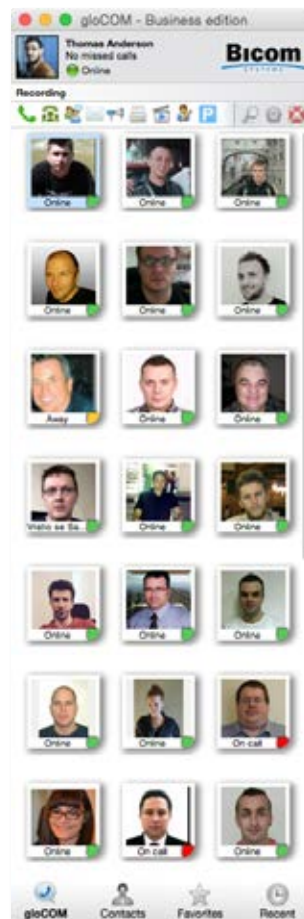 gloCOM - Business edition
Thomas Anderson
No missed calls
Online
BICOM
SYSTEMS
Recording
P
Online Online Online
Online Online Online
Away Online Online
Online Online
Online Online Online
Online Online On call
Online On call Online
gloCOM Contacts Favorites Recent